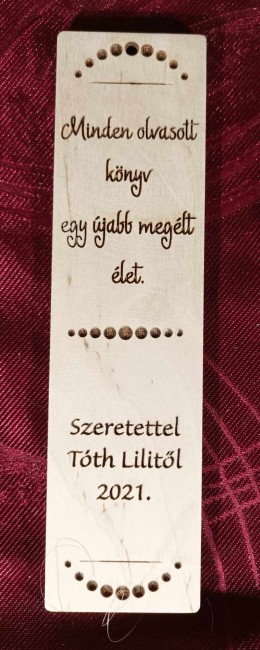 Minden olvasott
könyv
egy újabb megélt
élet.
Szeretettel
Tóth Lilitől
2021.